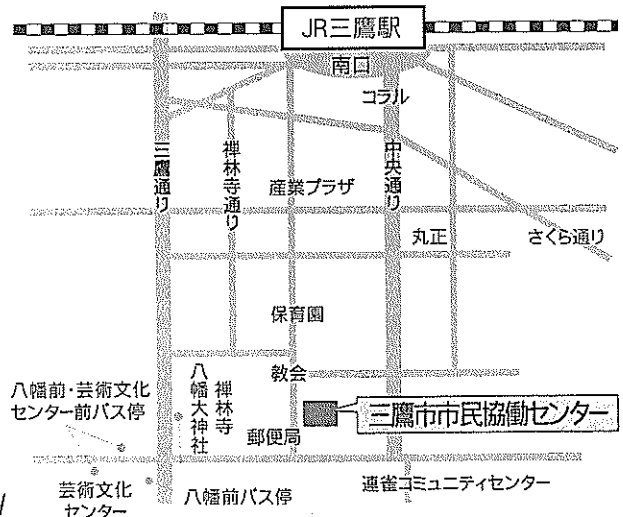 JR三鷹駅
南口
コラル
三鷹通り
禅林寺通り
中央通り
産業プラザ
丸正
さくら通り
保育園
教会
八幡前・芸術文化
センター前バス停
八幡大神社
禅林寺
三鷹市市民協働センター
郵便局
芸術文化
センター
八幡前バス停
連雀コミュニティセンター